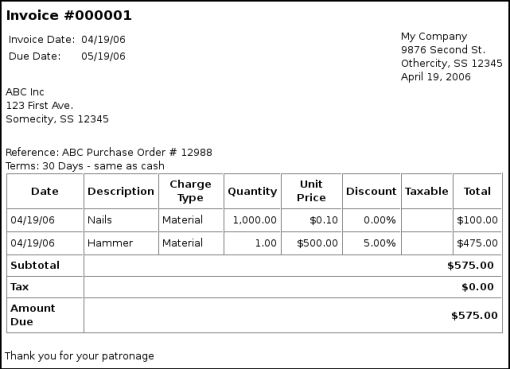 Invoice #000001
Invoice Date: 04/19/06
Due Date: 05/19/06
My Company
9876 Second St.
Othercity, SS 12345
April 19, 2006
ABC Inc
123 First Ave.
Somecity, SS 12345
Reference: ABC Purchase Order # 12988
Terms: 30 Days - same as cash
Date Description Charge Type Quantity Unit Price Discount Taxable Total
04/19/06 Nails Material 1,000.00 $0.10 0.00% $100.00
04/19/06 Hammer Material 1.00 $500.00 5.00% $475.00
Subtotal $575.00
Tax $0.00
Amount Due $575.00
Thank you for your patronage